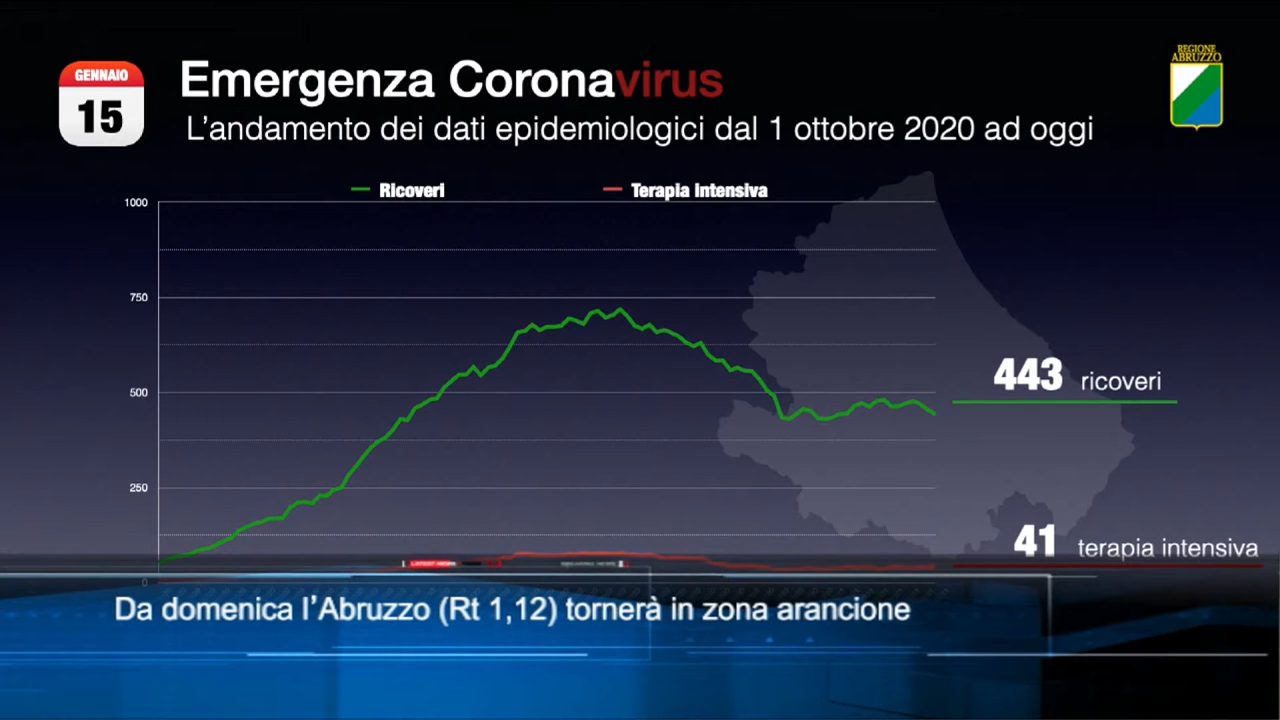 GENNAIO
15
Emergenza Coronavirus
L'andamento dei dati epidemiologici dal 1 ottobre 2020 ad oggi
REGIONE
ABRUZZO
Ricoveri
Terapia intensiva
1000
750
500
250
0
443 ricoveri
41 terapia intensiva
LATEST NEWS
Da domenica l'Abruzzo (Rt 1,12) tornerà in zona arancione